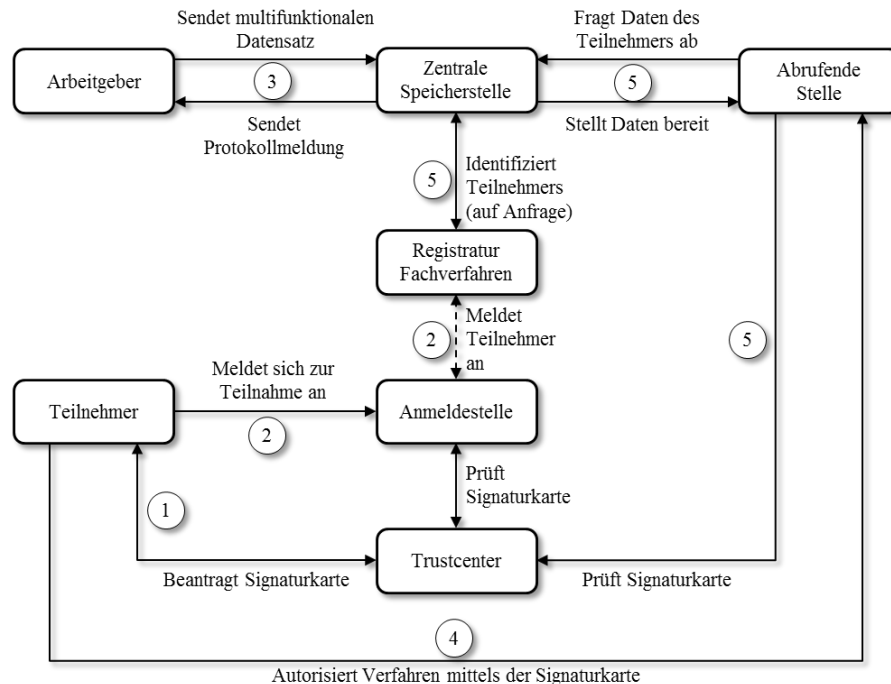 Sendet multifunktionalen
Datensatz
Fragt Daten des
Teilnehmers ab
Arbeitgeber
3
Zentrale
Speicherstelle
5
Abrufende
Stelle
Sendet
Protokollmeldung
Stellt Daten bereit
5
Identifiziert
Teilnehmers
(auf Anfrage)
Registratur
Fachverfahren
2
Meldet
Teilnehmer
an
5
Meldet sich zur
Teilnahme an
Teilnehmer
2
Anmeldestelle
Prüft
Signaturkarte
1
Trustcenter
Beantragt Signaturkarte
Prüft Signaturkarte
4
Autorisiert Verfahren mittels der Signaturkarte